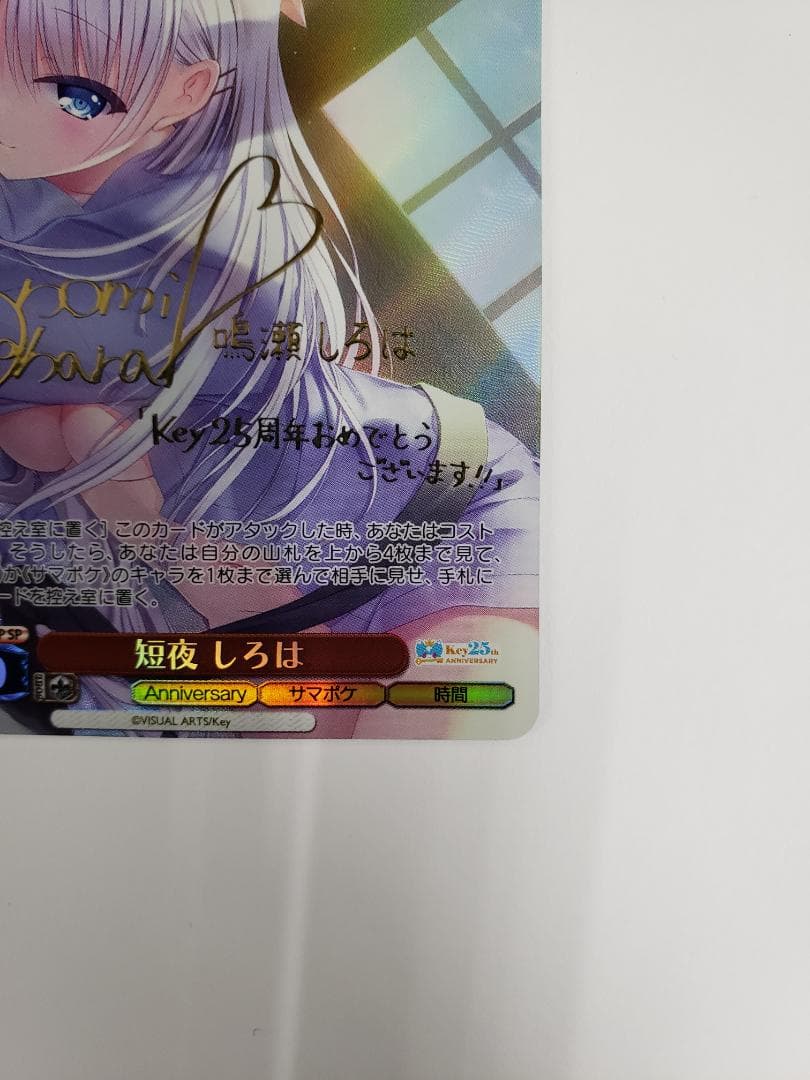 yomi
ohara
鳴瀬しろは
「Key25周年おめでとう
ございます!!」
控え室に置く］このカードがアタックした時、あなたはコスト
そうしたら、あなたは自分の山札を上から4枚まで見て、
《サマポケ》のキャラを1枚まで選んで相手に見せ、手札に
ードを控え室に置く。
SP
短夜 しろは
Key25th
ANNIVERSARY
Anniversary サマポケ 時間
©VISUAL ARTS/Key